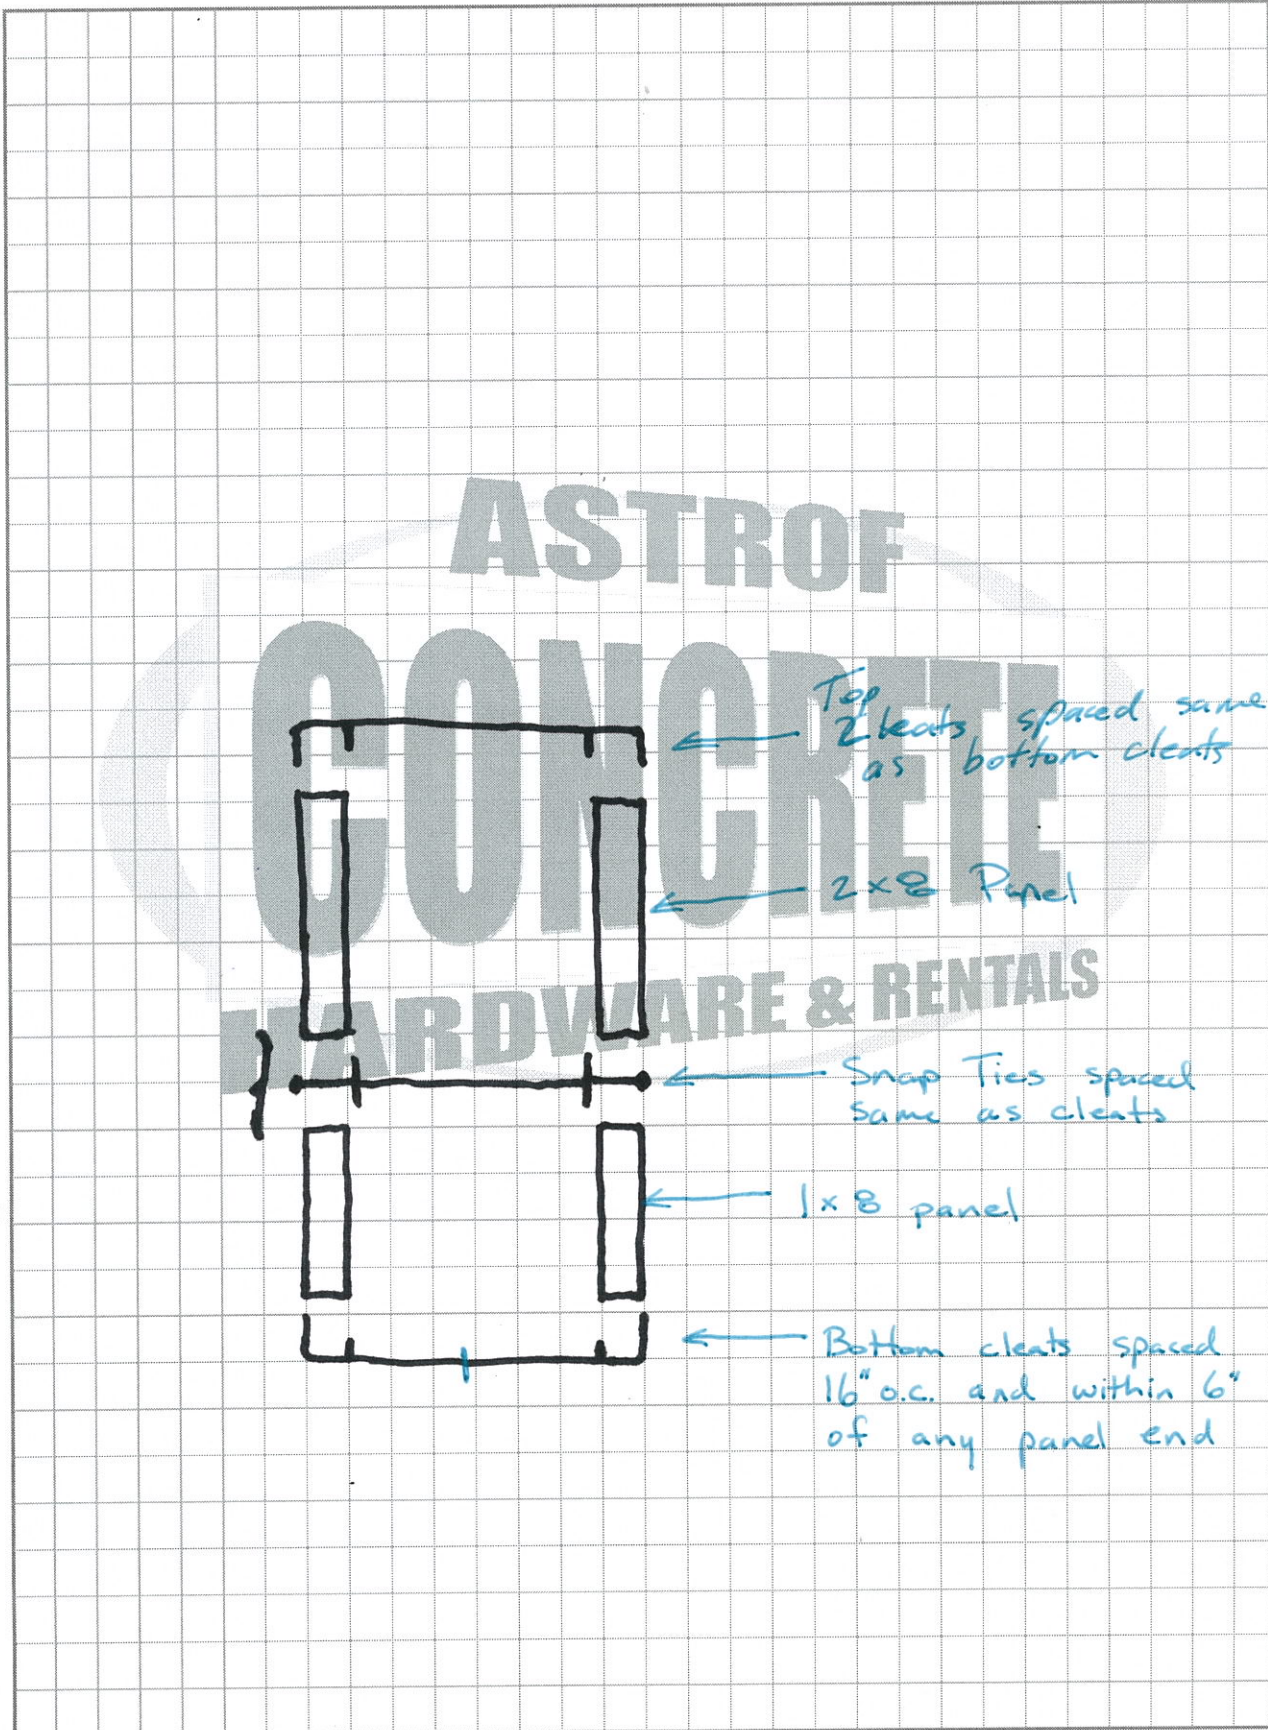 ASTROF
CONCRETE
HARDWARE & RENTALS
Top
cleats spaced same
as bottom cleats
2x8 Panel
Snap Ties spaced
same as cleats
1x8 panel
Bottom cleats spaced
16" o.c. and within 6"
of any panel end